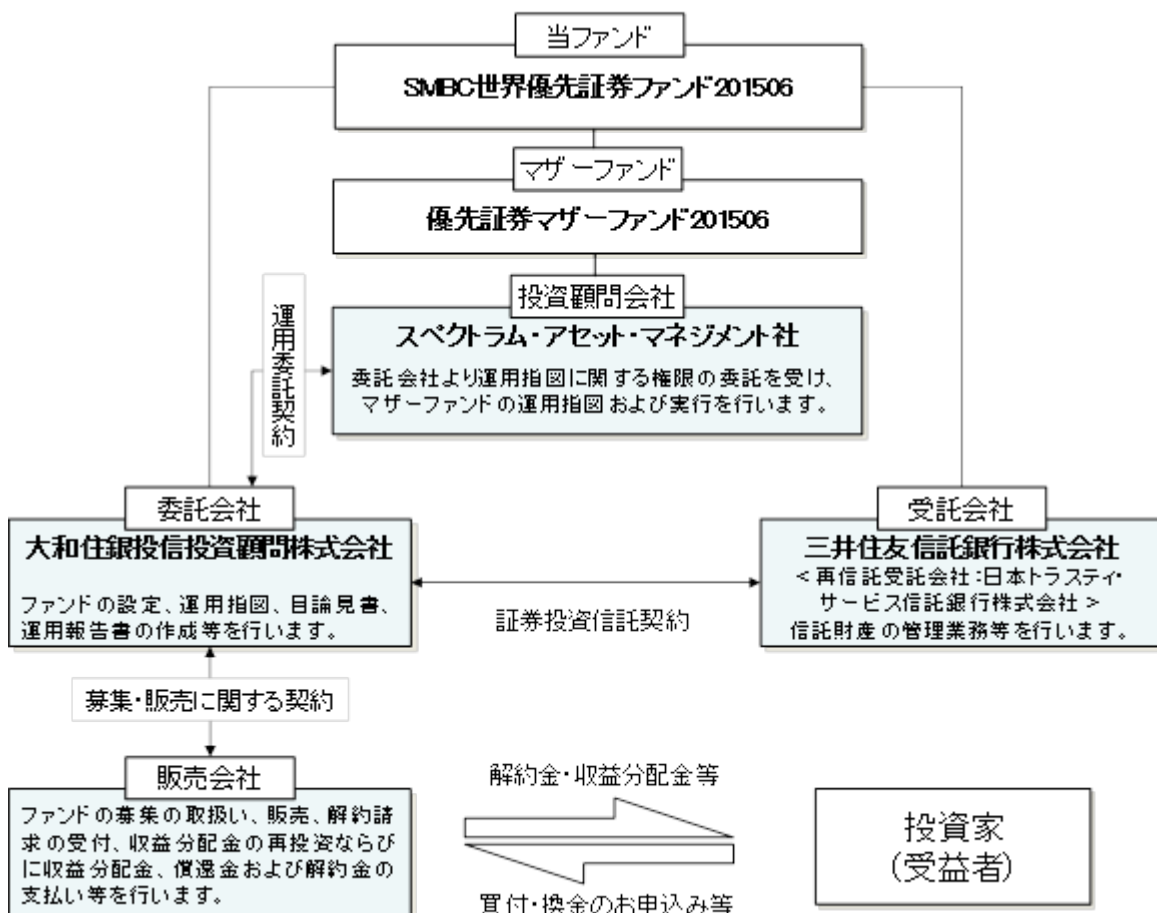 当ファンド
SMBC世界優先証券ファンド201506
マザーファンド
優先証券マザーファンド201506
投資顧問会社
スペクトラム・アセット・マネジメント社
委託会社より運用指図に関する権限の委託を受け、
マザーファンドの運用指図および実行を行います。
運用委託契約
委託会社
大和住銀投信投資顧問株式会社
ファンドの設定、運用指図、目論見書、
運用報告書の作成等を行います。
証券投資信託契約
受託会社
三井住友信託銀行株式会社
<再信託受託会社:日本トラスティ・
サービス信託銀行株式会社>
信託財産の管理業務等を行います。
募集・販売に関する契約
販売会社
ファンドの募集の取扱い、販売、解約請
求の受付、収益分配金の再投資ならび
に収益分配金、償還金および解約金の
支払い等を行います。
解約金・収益分配金等
買付・換金のお申込み等
投資家
(受益者)